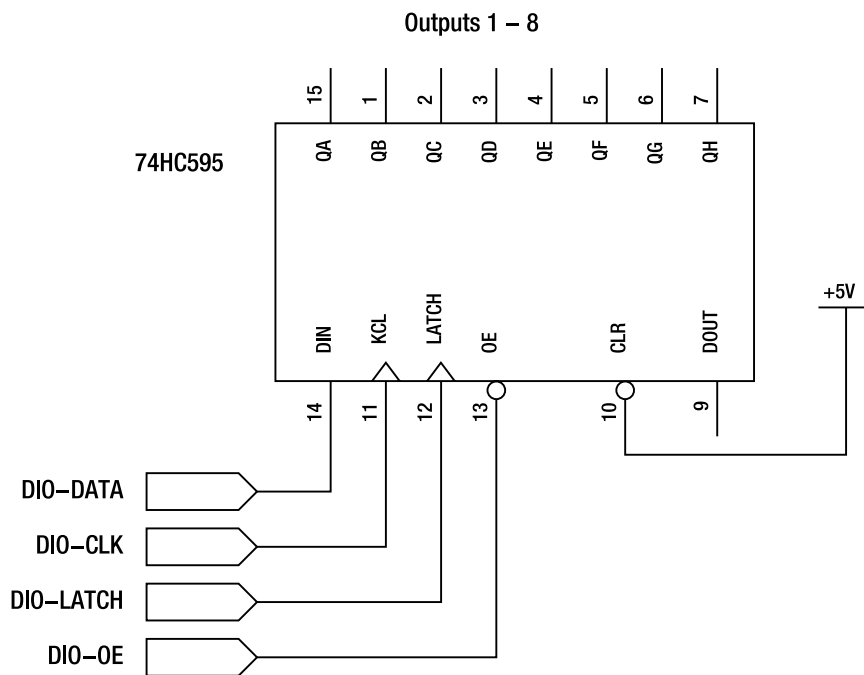 Outputs 1 – 8
15 1 2 3 4 5 6 7
74HC595
QA QB QC QD QE QF QG QH
+5V
DIN KCL LATCH OE CLR DOUT
14 11 12 13 10 9
DIO–DATA
DIO–CLK
DIO–LATCH
DIO–OE